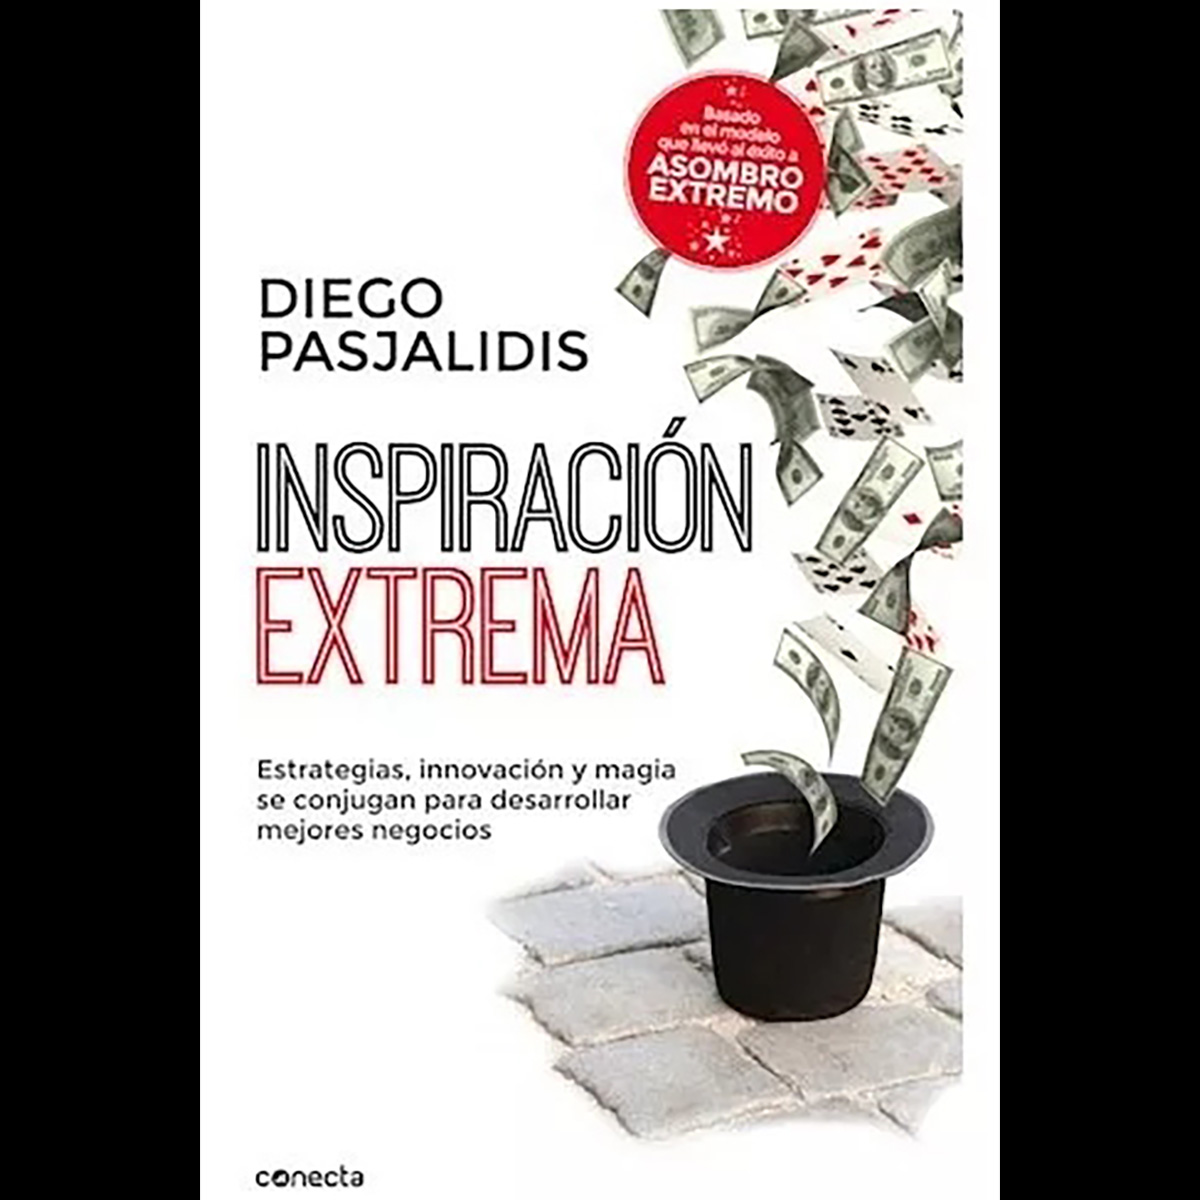 Basado
en el modelo
que llevó al éxito a
ASOMBRO
EXTREMO
DIEGO
PASJALIDIS
INSPIRACIÓN
EXTREMA
Estrategias, innovación y magia
se conjugan para desarrollar
mejores negocios
conecta